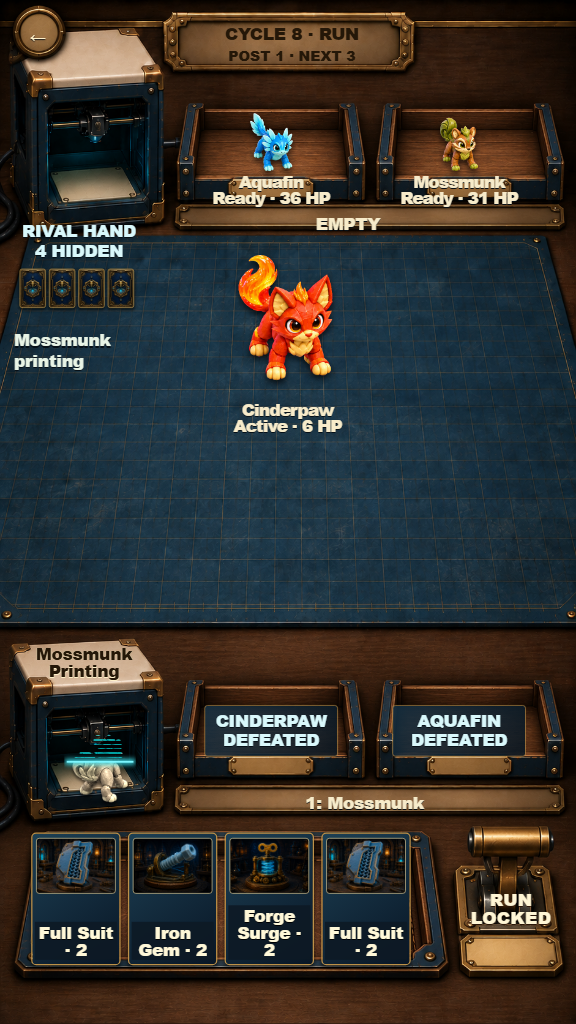 ←
CYCLE 8 · RUN
POST 1 · NEXT 3
Aquafin
Ready · 36 HP
Mossmunk
Ready · 31 HP
EMPTY
RIVAL HAND
4 HIDDEN
Mossmunk
printing
Cinderpaw
Active · 6 HP
Mossmunk
Printing
CINDERPAW
DEFEATED
AQUAFIN
DEFEATED
1: Mossmunk
Full Suit
· 2
Iron
Gem · 2
Forge
Surge ·
2
Full Suit
· 2
RUN
LOCKED